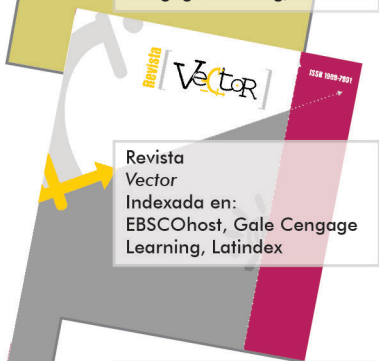 Revista
[VecToR]
ISSN 1909-7891
Revista
Vector
Indexada en:
EBSCOhost, Gale Cengage
Learning, Latindex